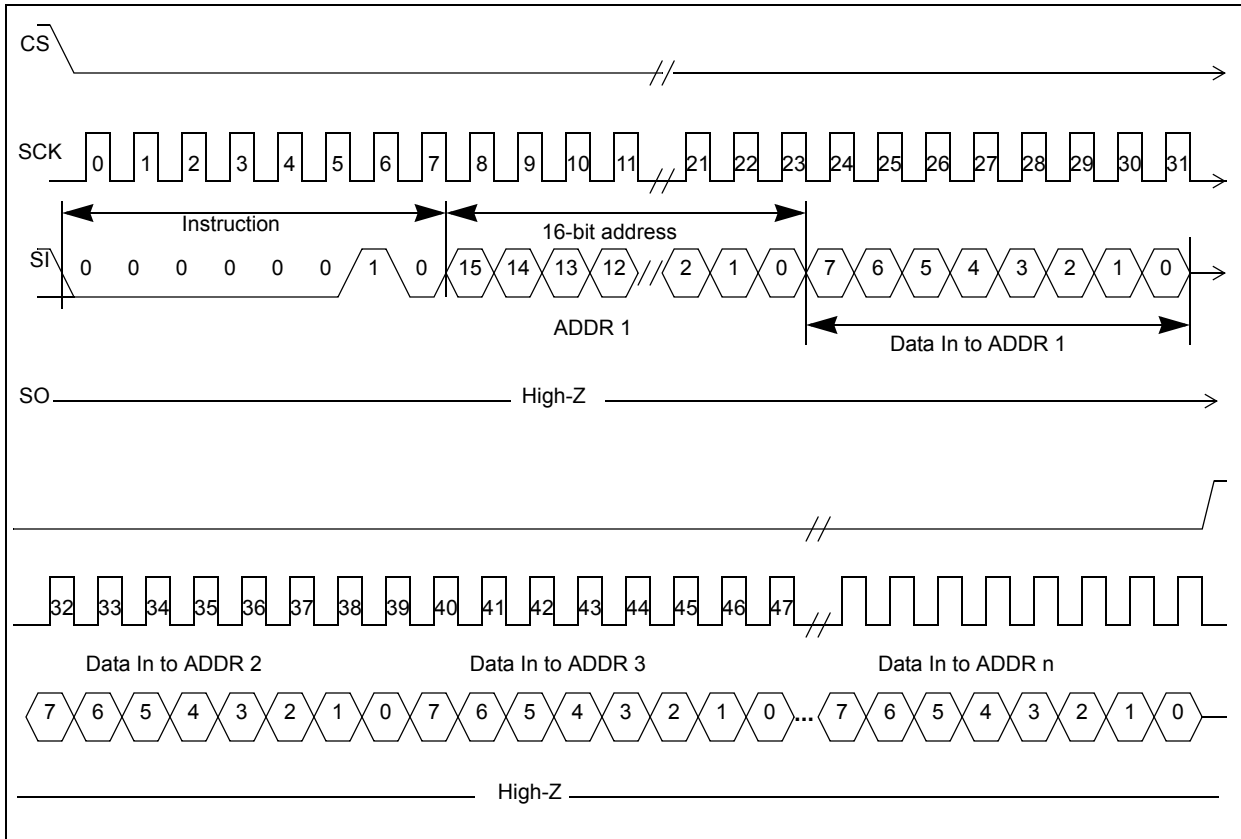 CS
SCK 0 1 2 3 4 5 6 7 8 9 10 11 21 22 23 24 25 26 27 28 29 30 31
Instruction 16-bit address
SI 0 0 0 0 0 0 1 0 15 14 13 12 2 1 0 7 6 5 4 3 2 1 0
ADDR 1 Data In to ADDR 1
SO High-Z
32 33 34 35 36 37 38 39 40 41 42 43 44 45 46 47
Data In to ADDR 2 Data In to ADDR 3 Data In to ADDR n
7 6 5 4 3 2 1 0 7 6 5 4 3 2 1 0 ... 7 6 5 4 3 2 1 0
High-Z